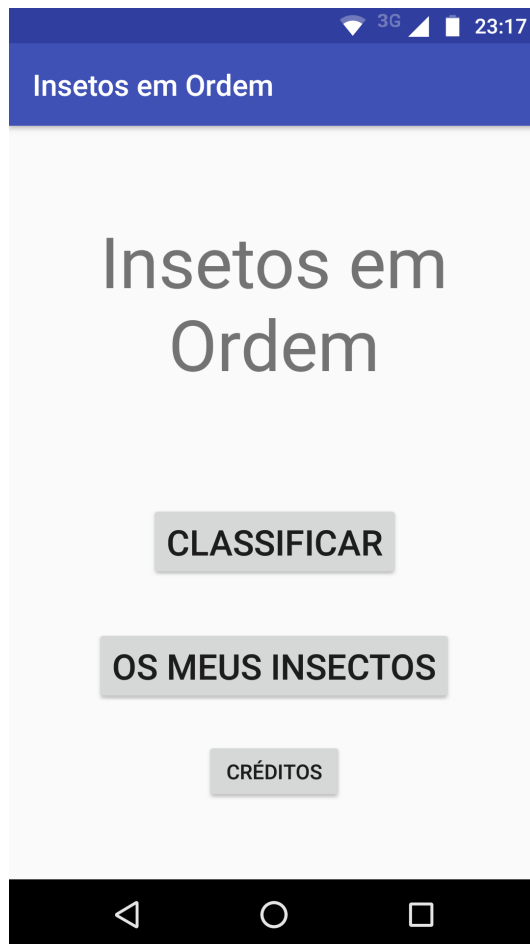 3G 23:17
Insetos em Ordem
Insetos em
Ordem
CLASSIFICAR
OS MEUS INSECTOS
CRÉDITOS